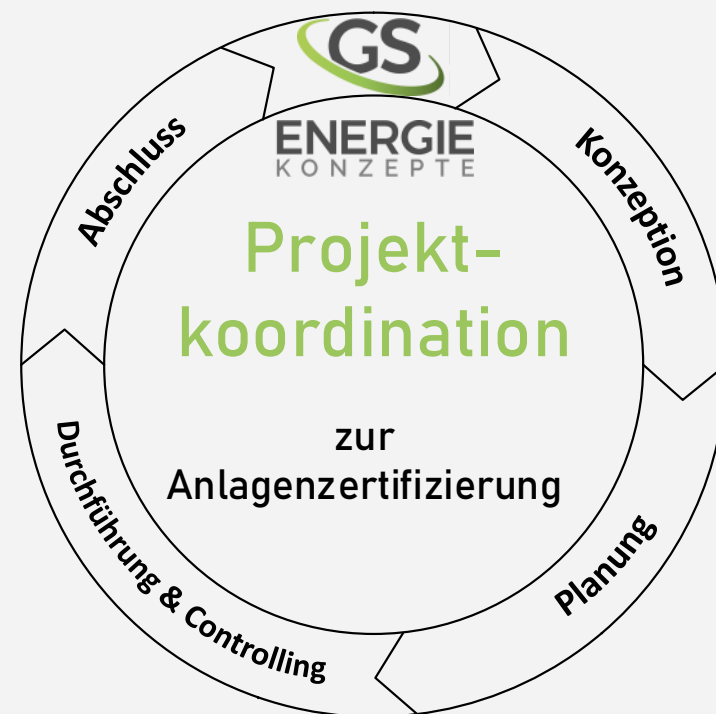 GS
ENERGIE
KONZEPTE
Projekt-
koordination
zur
Anlagenzertifizierung
Konzeption
Planung
Durchführung & Controlling
Abschluss